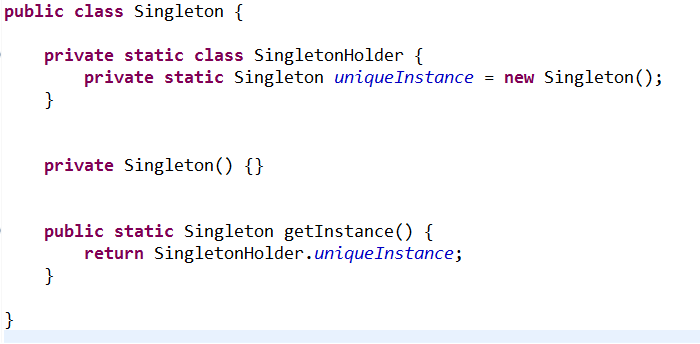 public class Singleton {
private static class SingletonHolder {
private static Singleton uniqueInstance = new Singleton();
}
private Singleton() {}
public static Singleton getInstance() {
return SingletonHolder.uniqueInstance;
}
}